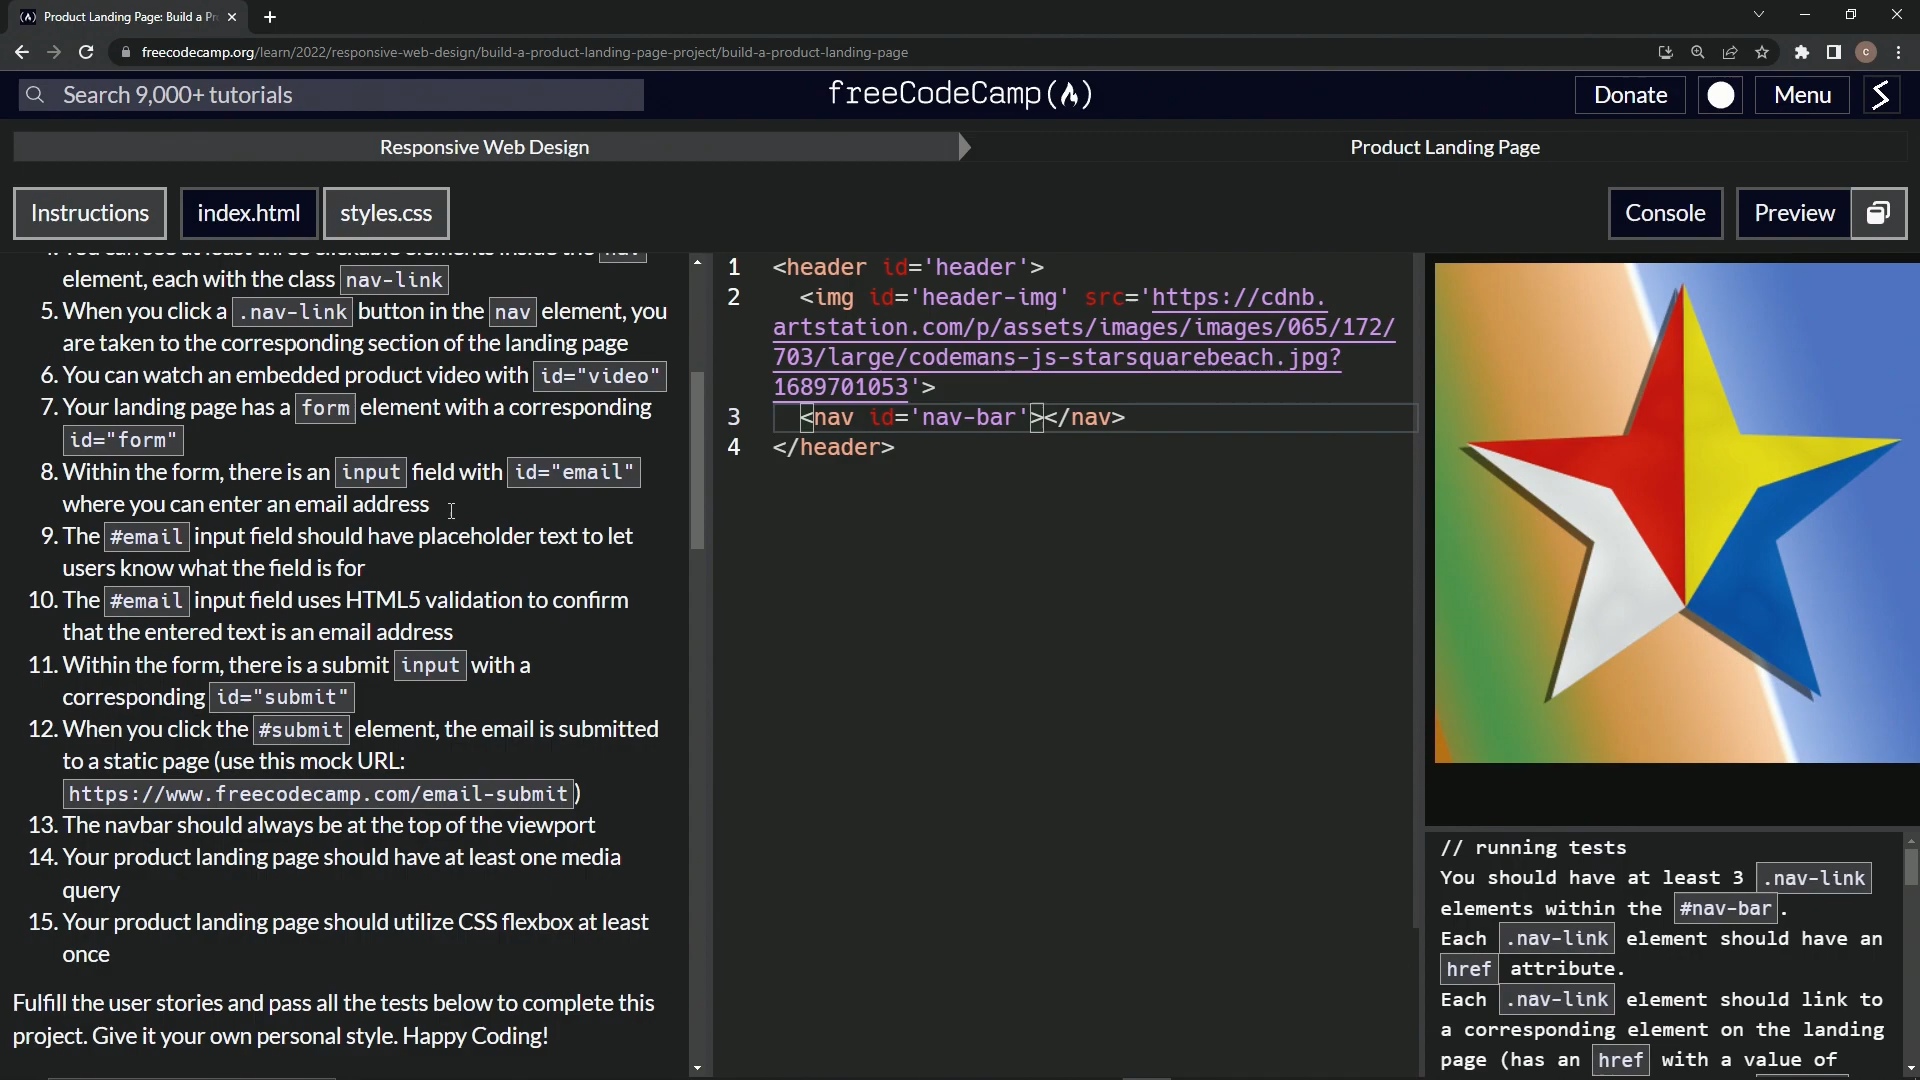 Product Landing Page: Build a Pr
freecodecamp.org/learn/2022/responsive-web-design/build-a-product-landing-page-project/build-a-product-landing-page
c
Search 9,000+ tutorials
freeCodeCamp
Donate
Menu
Responsive Web Design
Product Landing Page
Instructions
index.html
styles.css
Console
Preview
element, each with the class nav-link
5. When you click a .nav-link button in the nav element, you
are taken to the corresponding section of the landing page
6. You can watch an embedded product video with id="video"
7. Your landing page has a form element with a corresponding
id="form"
8. Within the form, there is an input field with id="email"
where you can enter an email address
9. The #email input field should have placeholder text to let
users know what the field is for
10. The #email input field uses HTML5 validation to confirm
that the entered text is an email address
11. Within the form, there is a submit input with a
corresponding id="submit"
12. When you click the #submit element, the email is submitted
to a static page (use this mock URL:
https://www.freecodecamp.com/email-submit)
13. The navbar should always be at the top of the viewport
14. Your product landing page should have at least one media
query
15. Your product landing page should utilize CSS flexbox at least
once
Fulfill the user stories and pass all the tests below to complete this
project. Give it your own personal style. Happy Coding!
1 <header id='header'>
2 <img id='header-img' src='https://cdnb.
artstation.com/p/assets/images/images/065/172/
703/large/codemans-js-starsquarebeach.jpg?
1689701053'>
3 <nav id='nav-bar'></nav>
4 </header>
// running tests
You should have at least 3 .nav-link
elements within the #nav-bar.
Each .nav-link element should have an
href attribute.
Each .nav-link element should link to
a corresponding element on the landing
page (has an href with a value of